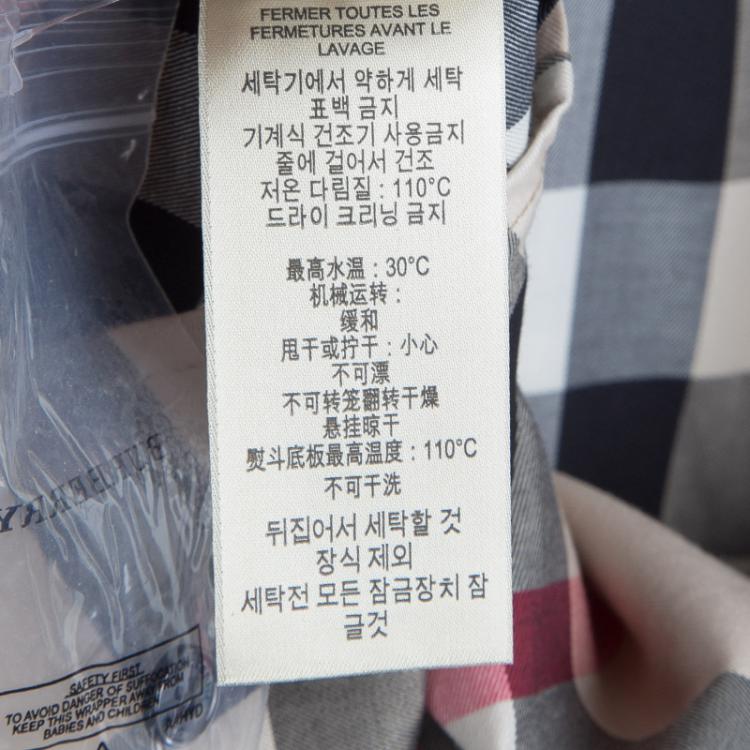 FERMER TOUTES LES
FERMETURES AVANT LE
LAVAGE
세탁기에서 약하게 세탁
표백 금지
기계식 건조기 사용금지
줄에 걸어서 건조
저온 다림질 : 110°C
드라이 크리닝 금지
最高水温 : 30°C
机械运转 :
缓和
甩干或拧干 : 小心
不可漂
不可转笼翻转干燥
悬挂晾干
熨斗底板最高温度 : 110°C
不可干洗
뒤집어서 세탁할 것
장식 제외
세탁전 모든 잠금장치 잠
글것
BURBERRY
SAFETY FIRST
TO AVOID DANGER OF SUFFOCATION
KEEP THIS WRAPPER AWAY FROM
BABIES AND CHILDREN